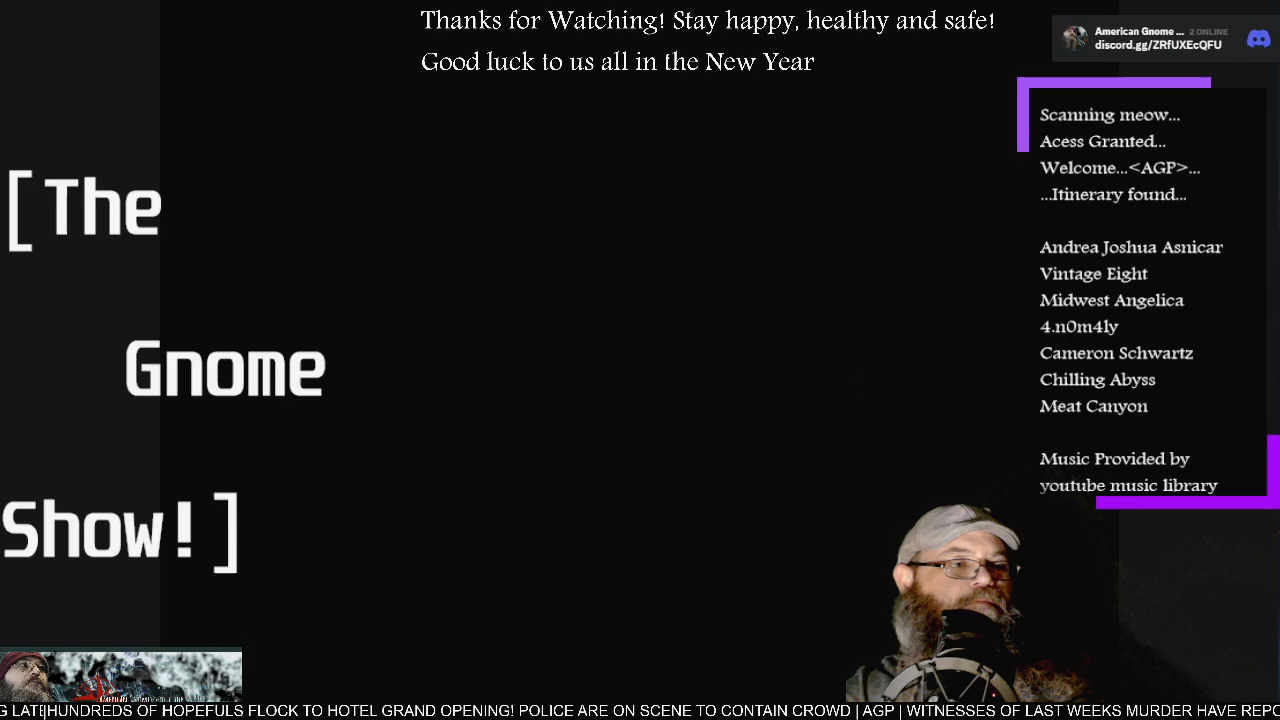 Thanks for Watching! Stay happy, healthy and safe!
Good luck to us all in the New Year
American Gnome ... 2 ONLINE
discord.gg/ZRfUXEcQFU
Scanning meow...
Acess Granted...
Welcome...<AGP>...
...Itinerary found...
Andrea Joshua Asnicar
Vintage Eight
Midwest Angelica
4.n0m4ly
Cameron Schwartz
Chilling Abyss
Meat Canyon
Music Provided by
youtube music library
[The
Gnome
Show!]
G LATE|HUNDREDS OF HOPEFULS FLOCK TO HOTEL GRAND OPENING! POLICE ARE ON SCENE TO CONTAIN CROWD | AGP | WITNESSES OF LAST WEEKS MURDER HAVE REPO